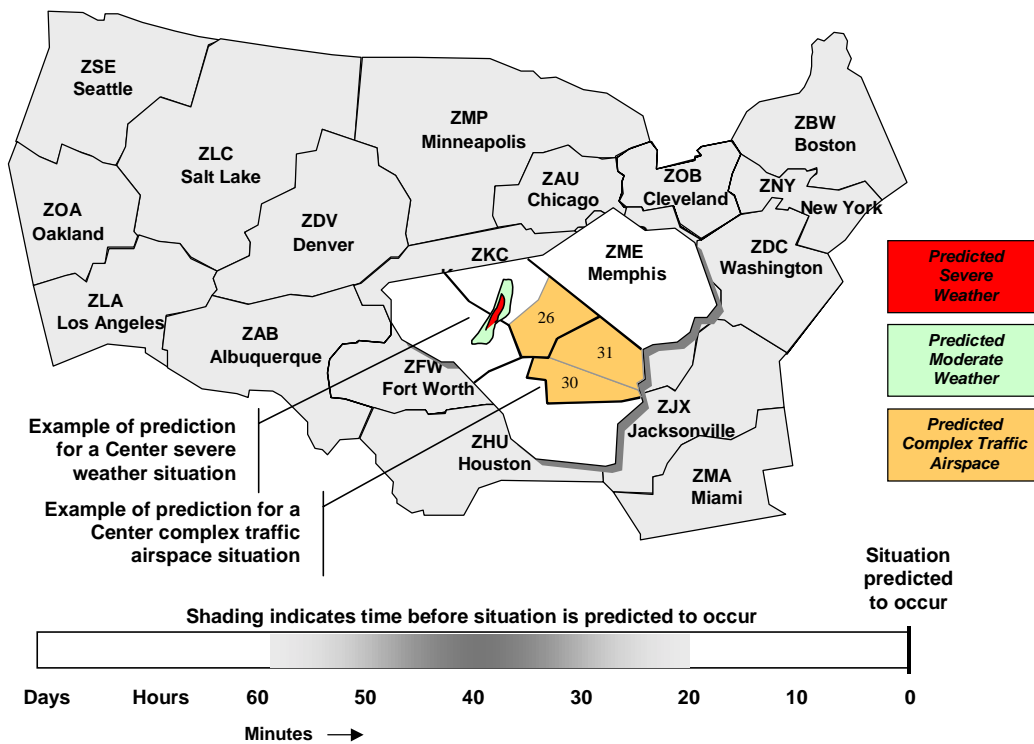 ZSE
Seattle
ZMP
Minneapolis
ZBW
Boston
ZLC
Salt Lake
ZAU
Chicago
ZOB
Cleveland
ZNY
New York
ZOA
Oakland
ZDV
Denver
ZKC
ZME
Memphis
ZDC
Washington
ZLA
Los Angeles
ZAB
Albuquerque
26
31
30
ZFW
Fort Worth
ZJX
Jacksonville
ZHU
Houston
ZMA
Miami
Predicted
Severe
Weather
Predicted
Moderate
Weather
Predicted
Complex Traffic
Airspace
Example of prediction
for a Center severe
weather situation
Example of prediction for a
Center complex traffic
airspace situation
Situation
predicted
to occur
Shading indicates time before situation is predicted to occur
Days Hours 60 50 40 30 20 10 0
Minutes